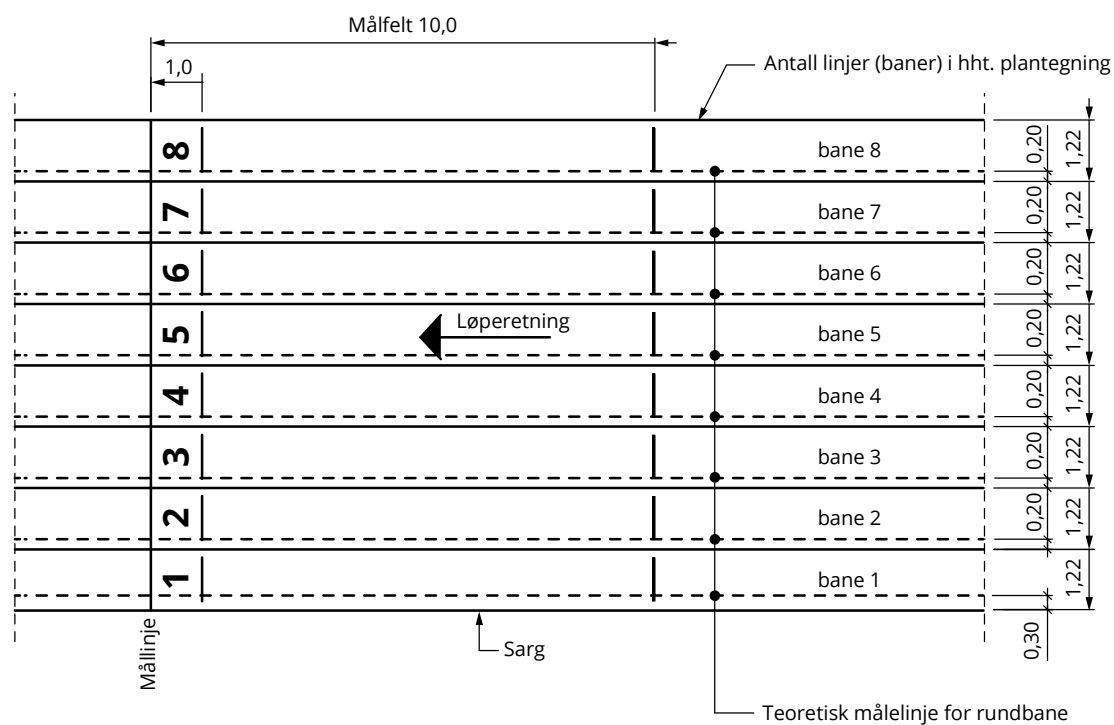 Målfelt 10,0
1,0
Antall linjer (baner) i hht. plantegning
8
bane 8
0,20
1,22
7
bane 7
0,20
1,22
6
bane 6
0,20
1,22
5
Løperetning
bane 5
0,20
1,22
4
bane 4
0,20
1,22
3
bane 3
0,20
1,22
2
bane 2
0,20
1,22
1
bane 1
1,22
0,30
Mållinje
Sarg
Teoretisk målelinje for rundbane